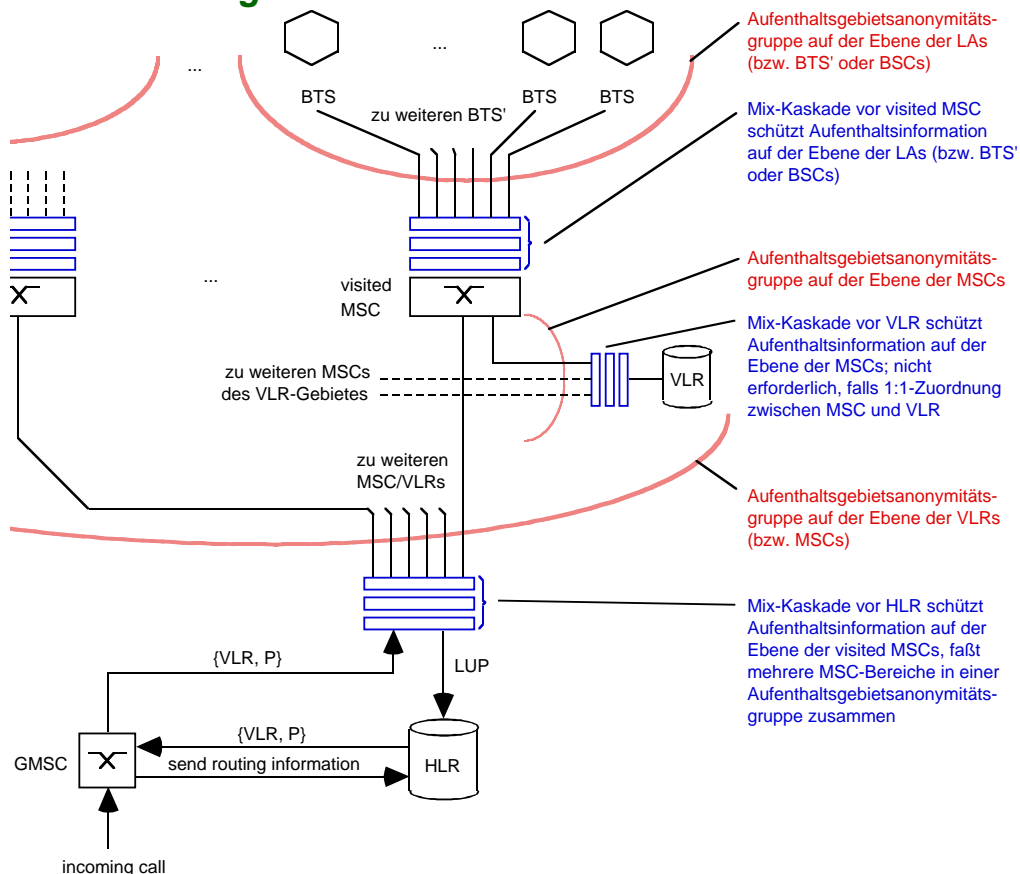 g
...
...
BTS
zu weiteren BTS'
BTS
BTS
Aufenthaltsgebietsanonymitäts-
gruppe auf der Ebene der LAs
(bzw. BTS' oder BSCs)
Mix-Kaskade vor visited MSC
schützt Aufenthaltsinformation
auf der Ebene der LAs (bzw. BTS'
oder BSCs)
...
visited
MSC
Aufenthaltsgebietsanonymitäts-
gruppe auf der Ebene der MSCs
zu weiteren MSCs
des VLR-Gebietes
VLR
Mix-Kaskade vor VLR schützt
Aufenthaltsinformation auf der
Ebene der MSCs; nicht
erforderlich, falls 1:1-Zuordnung
zwischen MSC und VLR
zu weiteren
MSC/VLRs
Aufenthaltsgebietsanonymitäts-
gruppe auf der Ebene der VLRs
(bzw. MSCs)
Mix-Kaskade vor HLR schützt
Aufenthaltsinformation auf der
Ebene der visited MSCs, faßt
mehrere MSC-Bereiche in einer
Aufenthaltsgebietsanonymitäts-
gruppe zusammen
{VLR, P}
LUP
{VLR, P}
GMSC
send routing information
HLR
incoming call